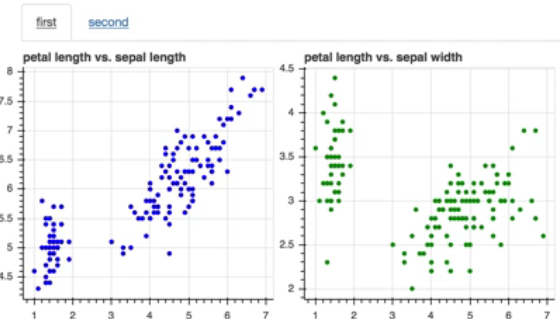 first second
petal length vs. sepal length
8
7.5
7
6.5
6
5.5
5
4.5
1 2 3 4 5 6 7
petal length vs. sepal width
4.5
4
3.5
3
2.5
2
1 2 3 4 5 6 7